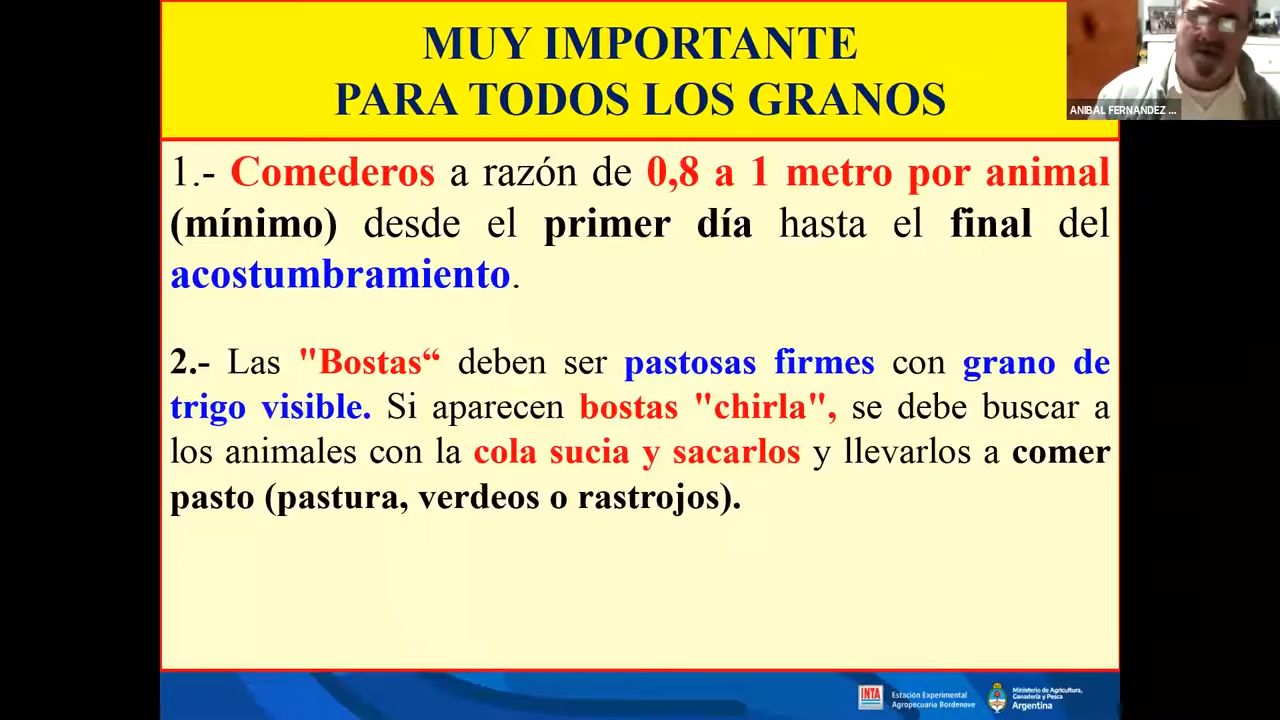 MUY IMPORTANTE
PARA TODOS LOS GRANOS
ANIBAL FERNANDEZ ...
1.- Comederos a razón de 0,8 a 1 metro por animal
(mínimo) desde el primer día hasta el final del
acostumbramiento.
2.- Las "Bostas“ deben ser pastosas firmes con grano de
trigo visible. Si aparecen bostas "chirla", se debe buscar a
los animales con la cola sucia y sacarlos y llevarlos a comer
pasto (pastura, verdeos o rastrojos).
INTA
Estación Experimental
Agropecuaria Bordenave
Ministerio de Agricultura,
Ganadería y Pesca
Argentina